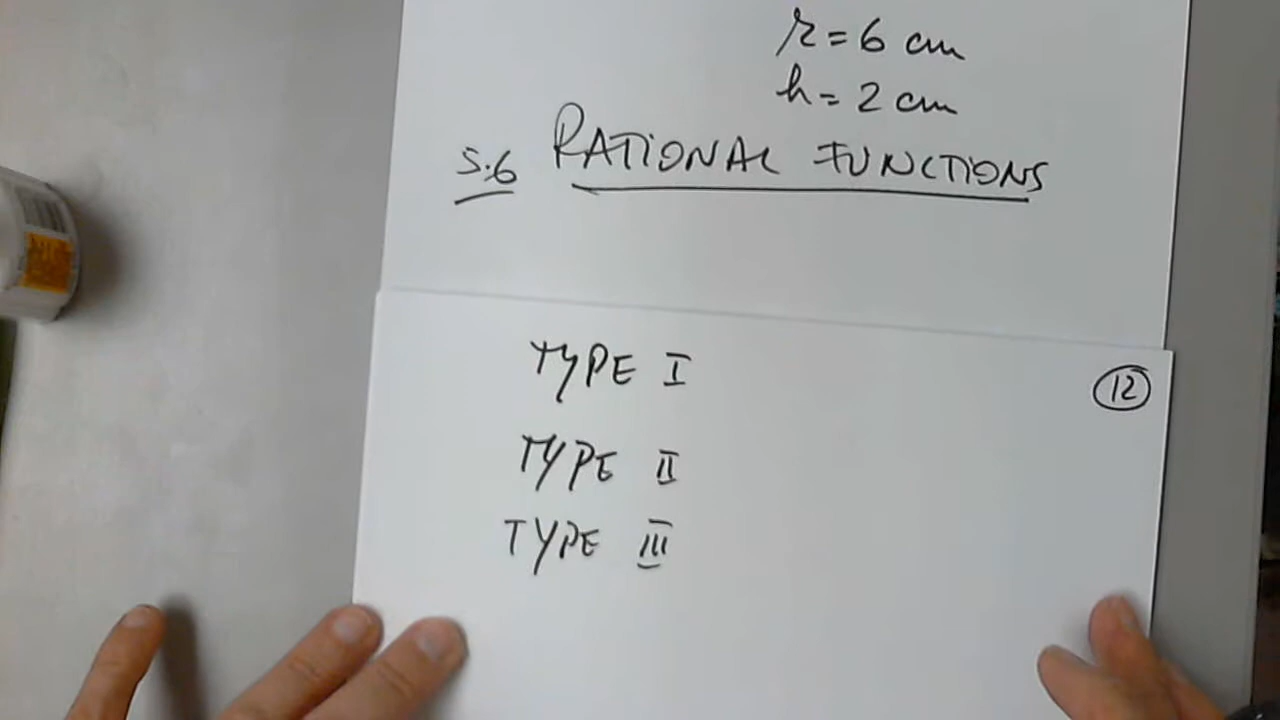 r = 6 cm
h = 2 cm
5.6 RATIONAL FUNCTIONS
TYPE I
12
TYPE II
TYPE III